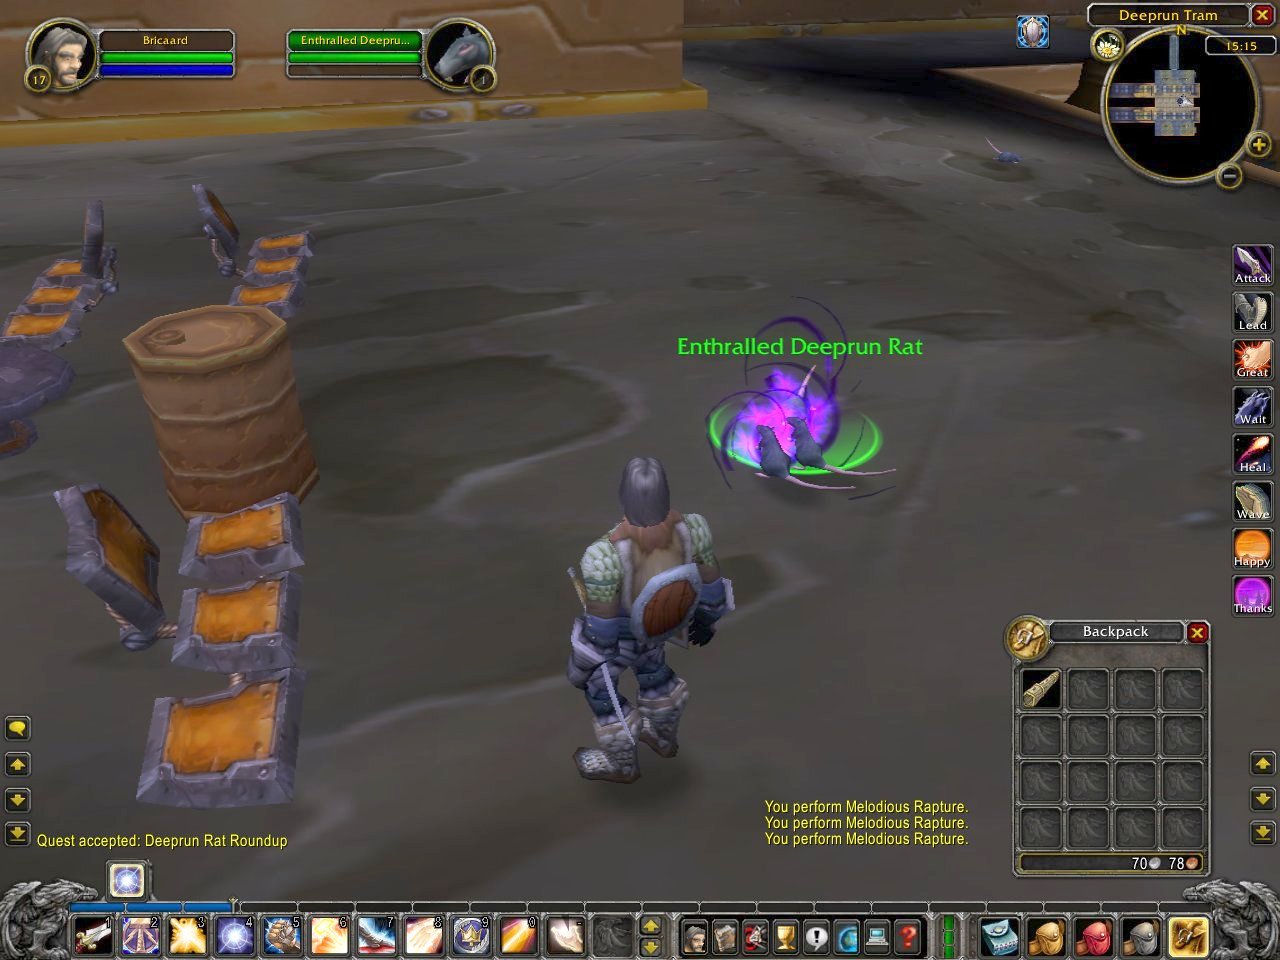 Bricaard
17
Enthralled Deepru...
1
Deeprun Tram
N
15:15
Enthralled Deeprun Rat
Attack
Lead
Great
Wait
Heal
Wave
Happy
Thanks
Backpack
70 78
You perform Melodious Rapture.
You perform Melodious Rapture.
You perform Melodious Rapture.
Quest accepted: Deeprun Rat Roundup
1 2 3 4 5 6 7 8 9 0 -